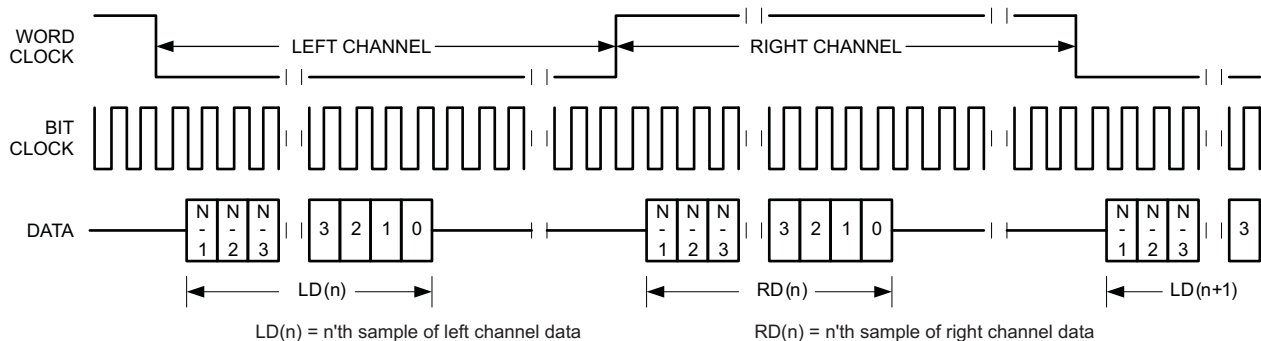 WORD
CLOCK
LEFT CHANNEL
RIGHT CHANNEL
BIT
CLOCK
DATA
N-1 N-2 N-3 3 2 1 0 N-1 N-2 N-3 3 2 1 0 N-1 N-2 N-3 3
LD(n) RD(n) LD(n+1)
LD(n) = n'th sample of left channel data
RD(n) = n'th sample of right channel data